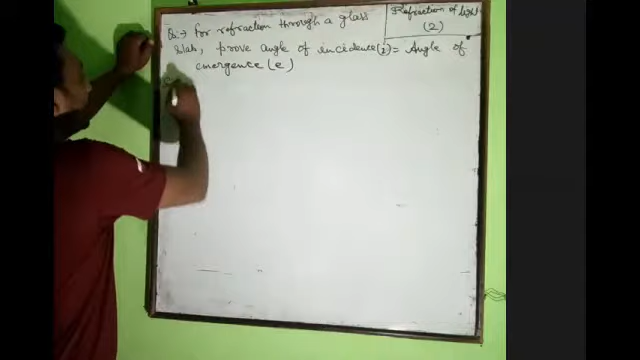 Q:→ For refraction through a glass
slab, prove angle of incidence (i) = Angle of
emergence (e)
Refraction of light
(2)